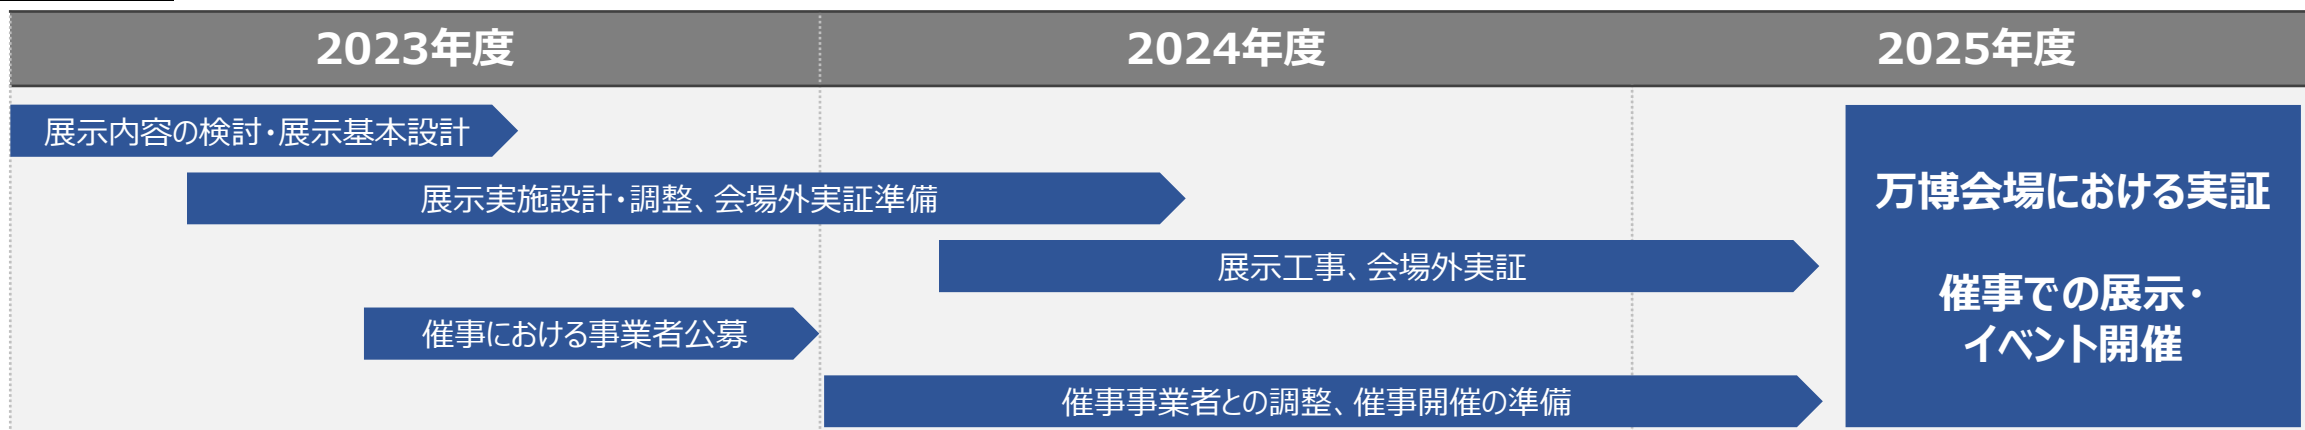 2023年度 2024年度 2025年度
展示内容の検討・展示基本設計
展示実施設計・調整、会場外実証準備
展示工事、会場外実証
催事における事業者公募
催事事業者との調整、催事開催の準備
万博会場における実証
催事での展示・
イベント開催